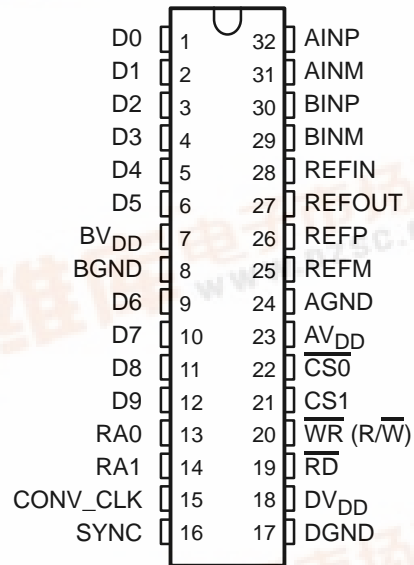 D0 1 32 AINP
D1 2 31 AINM
D2 3 30 BINP
D3 4 29 BINM
D4 5 28 REFIN
D5 6 27 REFOUT
BVDD 7 26 REFP
BGND 8 25 REFM
D6 9 24 AGND
D7 10 23 AVDD
D8 11 22 C̅S̅0̅
D9 12 21 CS1
RA0 13 20 W̅R̅ (R/W̅)
RA1 14 19 R̅D̅
CONV_CLK 15 18 DVDD
SYNC 16 17 DGND